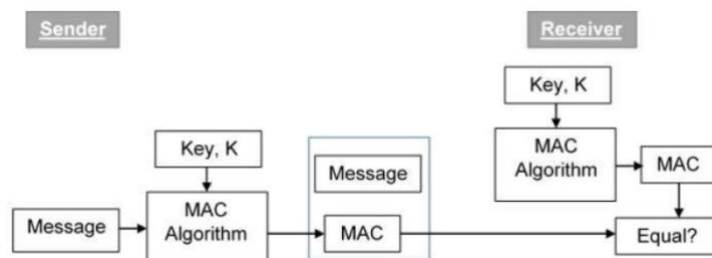 Sender
Receiver
Key, K
MAC
Algorithm
MAC
Key, K
Message
Message
MAC
Algorithm
MAC
Equal?